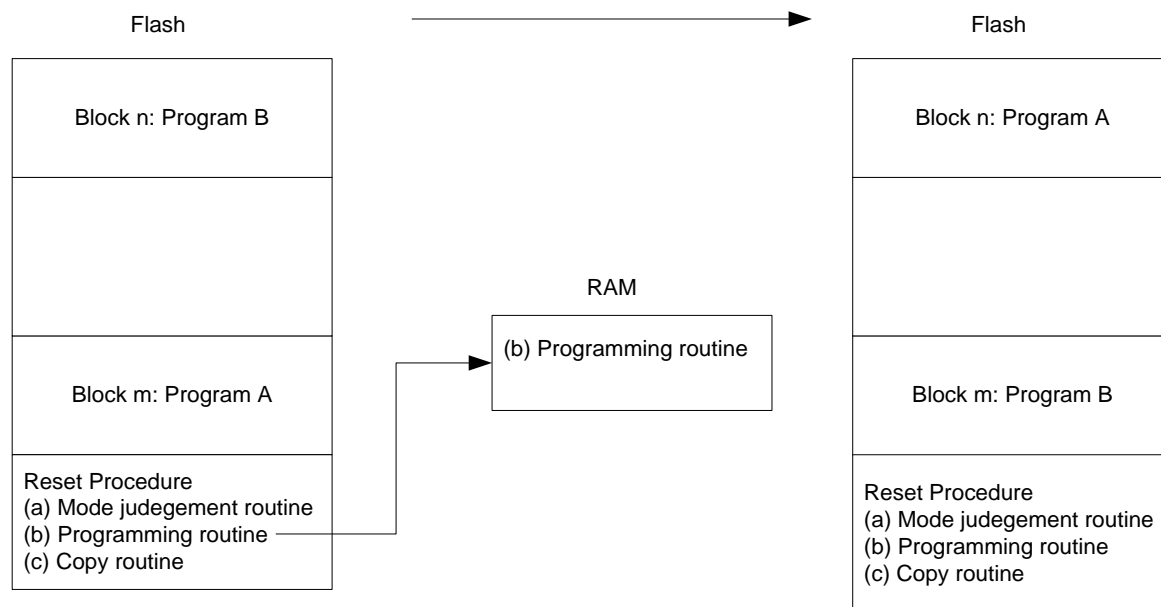 Flash
Block n: Program B
Block m: Program A
Reset Procedure
(a) Mode judegement routine
(b) Programming routine
(c) Copy routine
RAM
(b) Programming routine
Flash
Block n: Program A
Block m: Program B
Reset Procedure
(a) Mode judegement routine
(b) Programming routine
(c) Copy routine